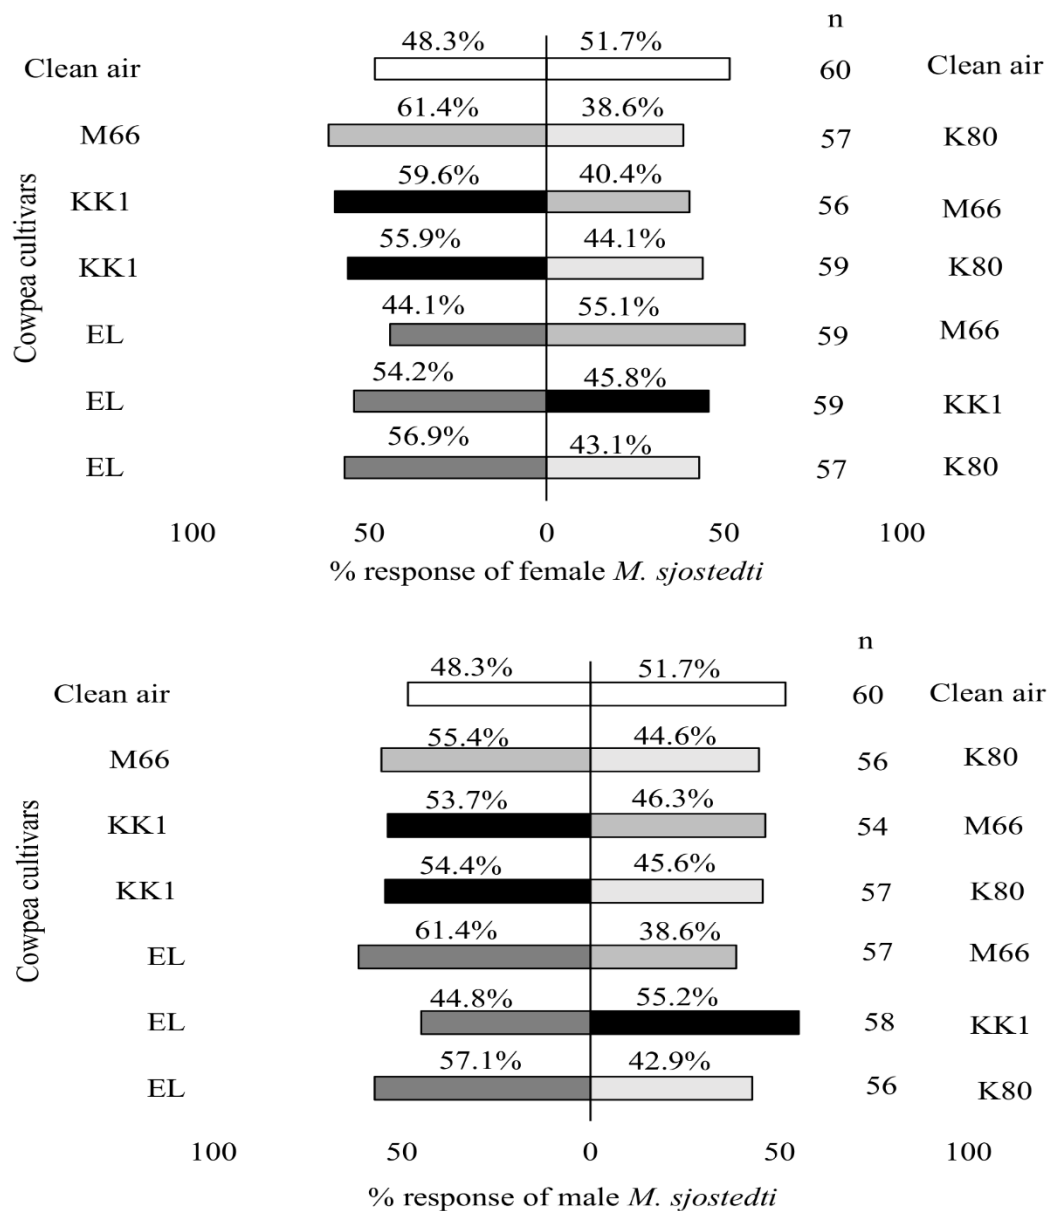 n
48.3% 51.7%
Clean air 60 Clean air
61.4% 38.6%
M66 57 K80
59.6% 40.4%
KK1 56 M66
55.9% 44.1%
KK1 59 K80
44.1% 55.1%
EL 59 M66
54.2% 45.8%
EL 59 KK1
56.9% 43.1%
EL 57 K80
Cowpea cultivars
100 50 0 50 100
% response of female M. sjostedti
n
48.3% 51.7%
Clean air 60 Clean air
55.4% 44.6%
M66 56 K80
53.7% 46.3%
KK1 54 M66
54.4% 45.6%
KK1 57 K80
61.4% 38.6%
EL 57 M66
44.8% 55.2%
EL 58 KK1
57.1% 42.9%
EL 56 K80
Cowpea cultivars
100 50 0 50 100
% response of male M. sjostedti